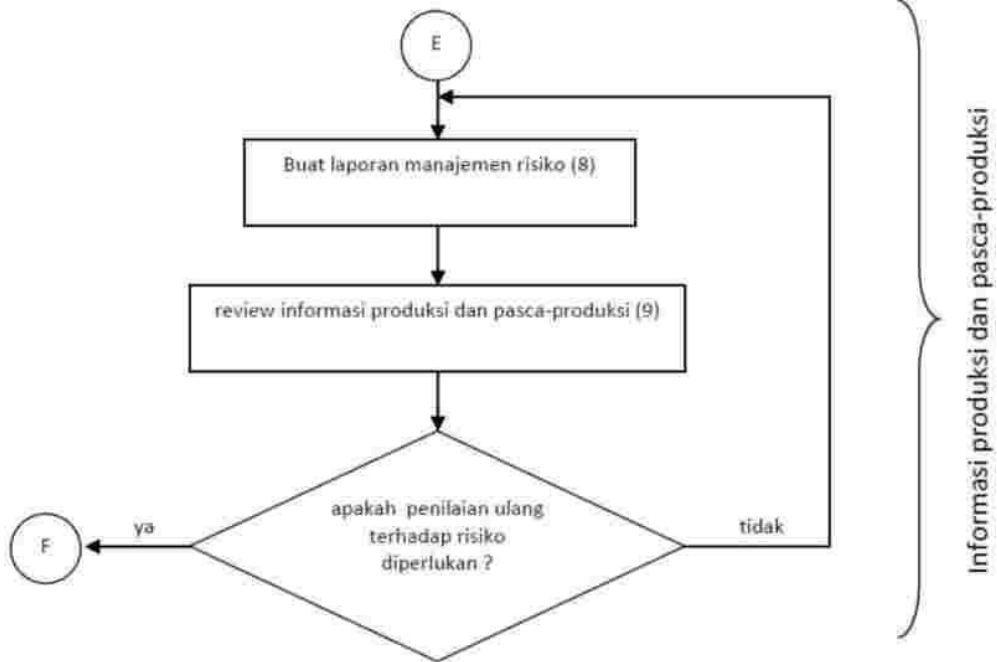 E
Buat laporan manajemen risiko (8)
review informasi produksi dan pasca-produksi (9)
apakah penilaian ulang
terhadap risiko
diperlukan ?
ya
tidak
F
Informasi produksi dan pasca-produksi